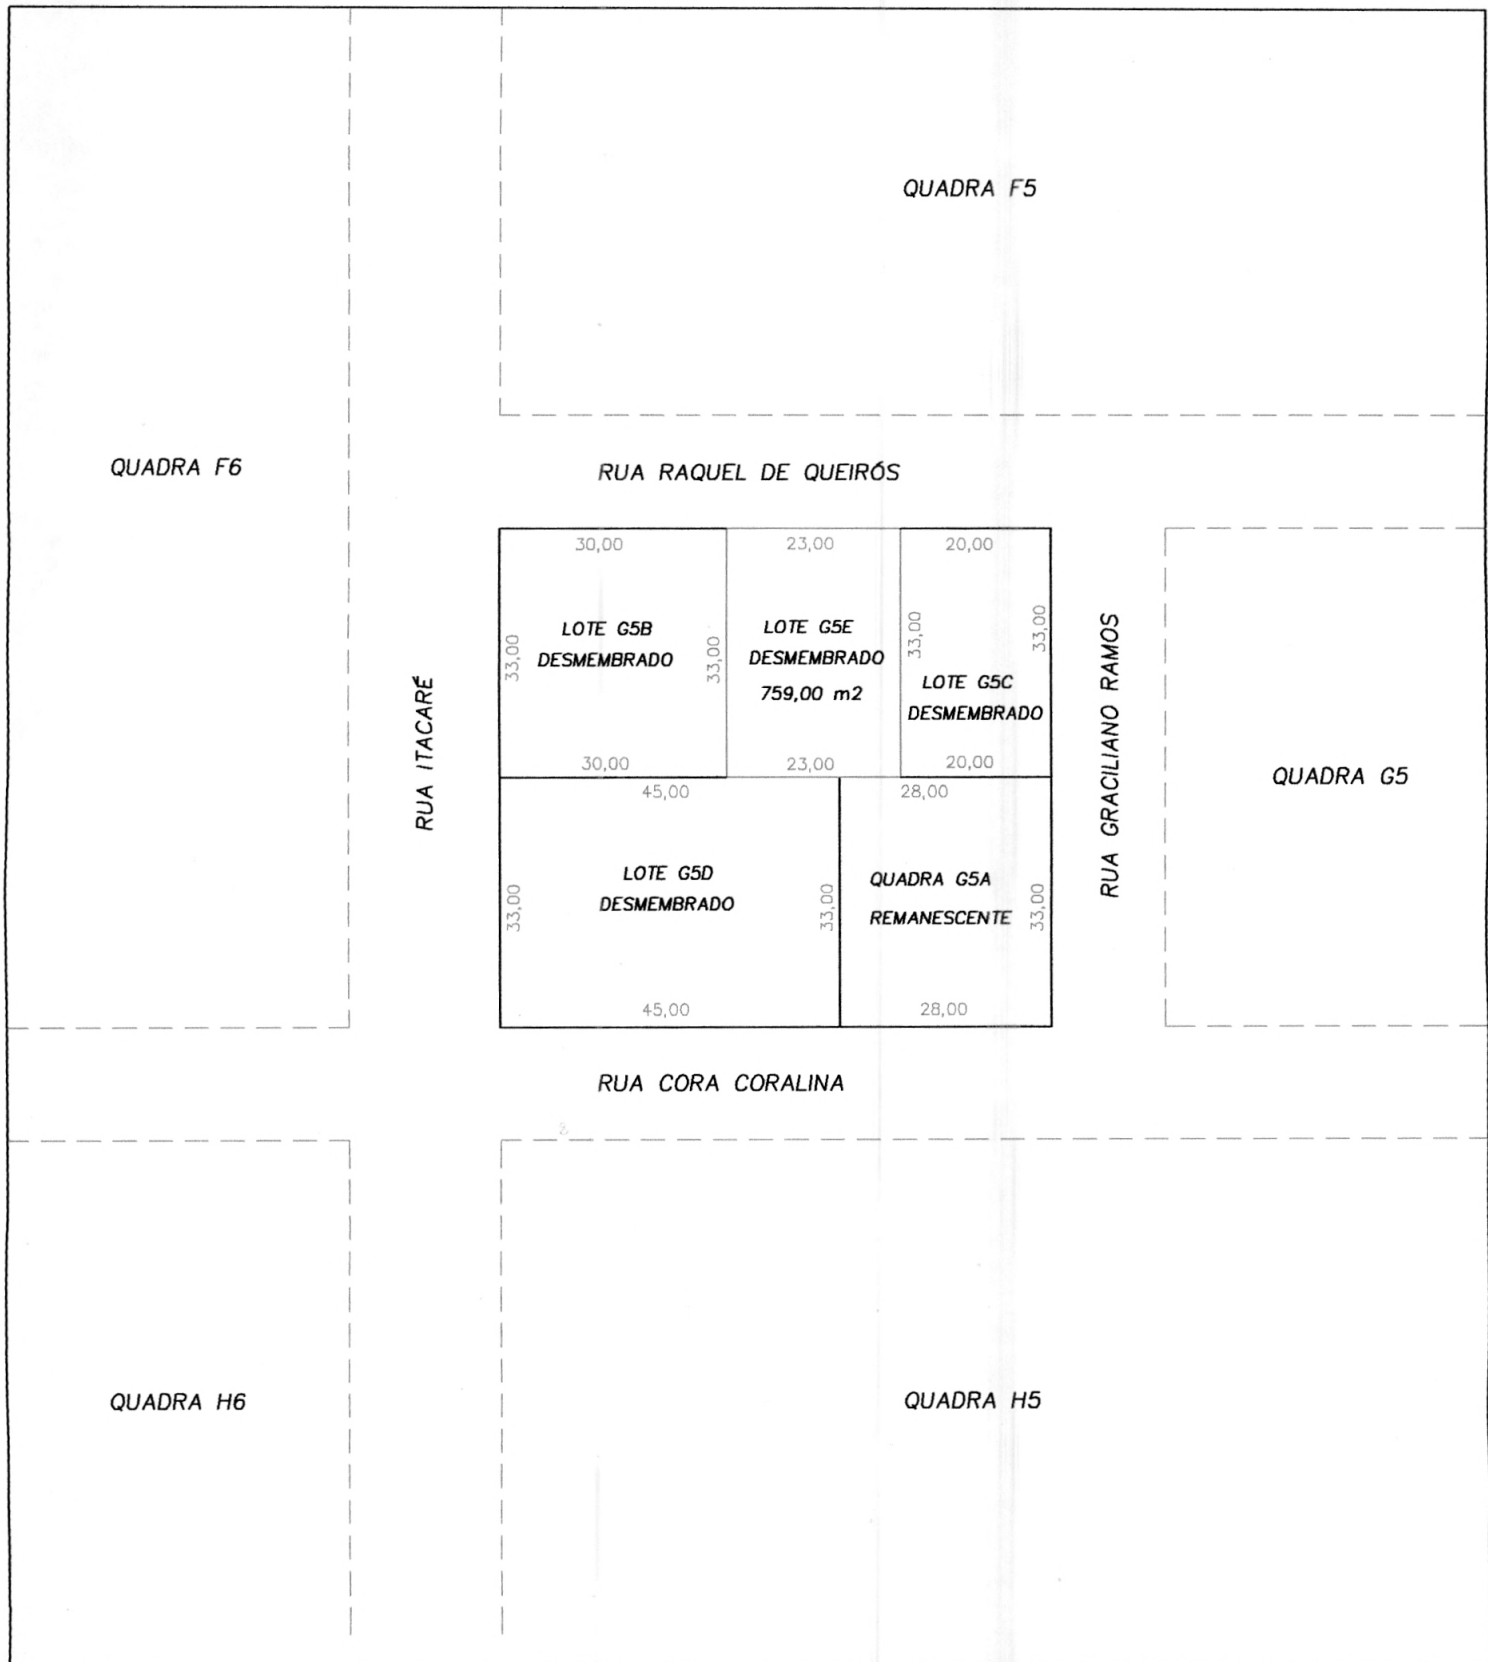 QUADRA F5
QUADRA F6
RUA RAQUEL DE QUEIRÓS
30,00
23,00
20,00
33,00
LOTE G5B
DESMEMBRADO
33,00
30,00
LOTE G5E
DESMEMBRADO
759,00 m2
23,00
33,00
33,00
LOTE G5C
DESMEMBRADO
20,00
RUA ITACARÉ
RUA GRACILIANO RAMOS
QUADRA G5
45,00
33,00
LOTE G5D
DESMEMBRADO
33,00
45,00
28,00
QUADRA G5A
REMANESCENTE
33,00
28,00
RUA CORA CORALINA
QUADRA H6
QUADRA H5